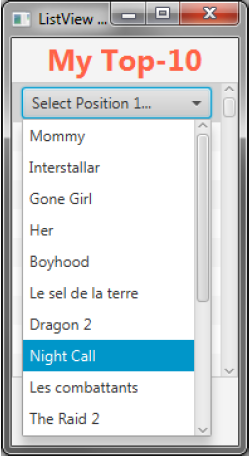 ListView ...
My Top-10
Select Position 1...
Mommy
Interstallar
Gone Girl
Her
Boyhood
Le sel de la terre
Dragon 2
Night Call
Les combattants
The Raid 2